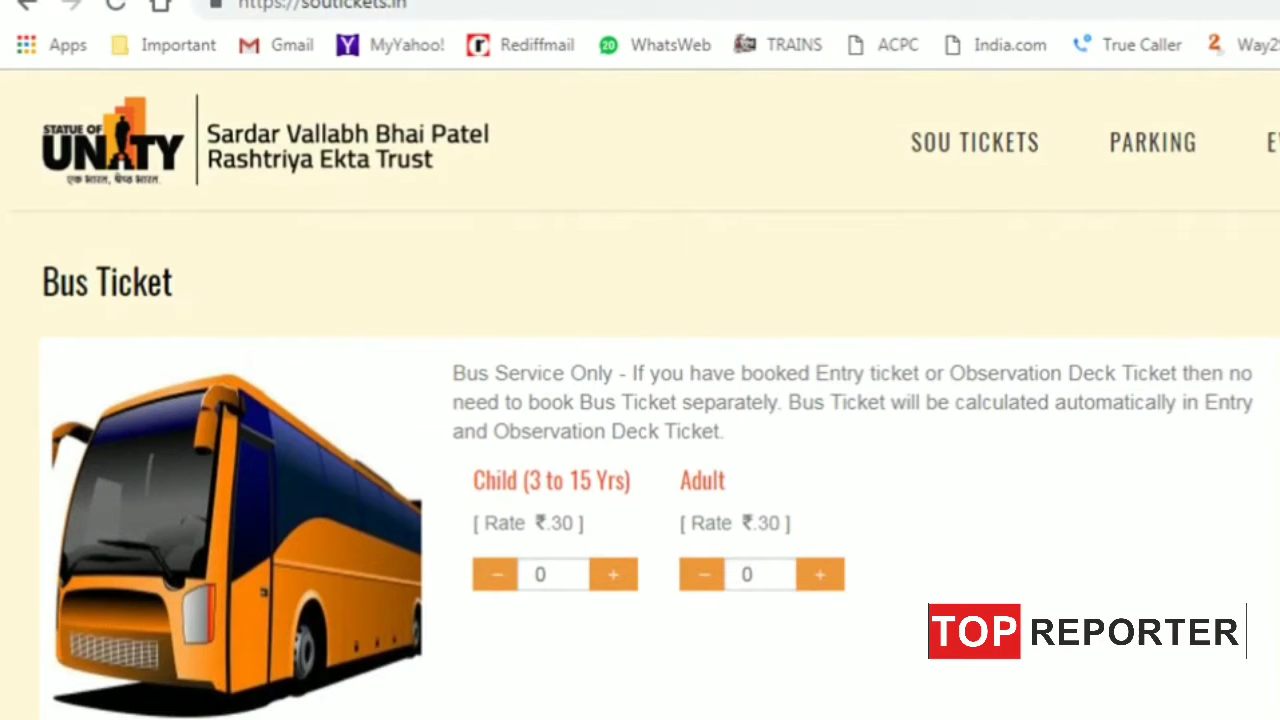 https://soutickets.in
Apps Important Gmail MyYahoo! Rediffmail 20 WhatsWeb TRAINS ACPC India.com True Caller
STATUE OF
UNITY
एक भारत, श्रेष्ठ भारत.
Sardar Vallabh Bhai Patel
Rashtriya Ekta Trust
SOU TICKETS PARKING
Bus Ticket
Bus Service Only - If you have booked Entry ticket or Observation Deck Ticket then no
need to book Bus Ticket separately. Bus Ticket will be calculated automatically in Entry
and Observation Deck Ticket.
Child (3 to 15 Yrs) Adult
[ Rate ₹.30 ] [ Rate ₹.30 ]
− 0 + − 0 +
TOP REPORTER